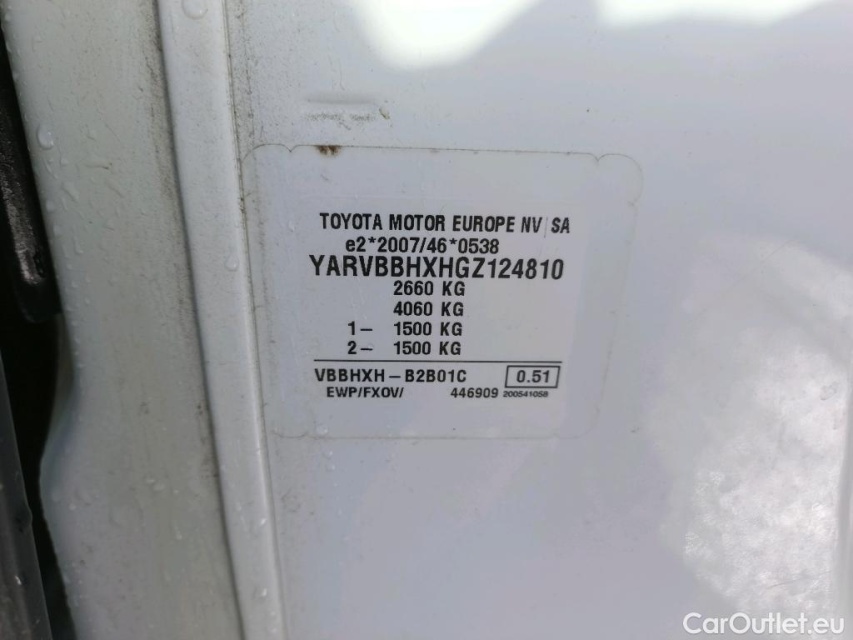 TOYOTA MOTOR EUROPE NV/SA
e2*2007/46*0538
YARVBBHXHGZ124810
2660 KG
4060 KG
1- 1500 KG
2- 1500 KG
VBBHXH-B2B01C 0.51
EWP/FXOV/ 446909 200541058
CarOutlet.eu